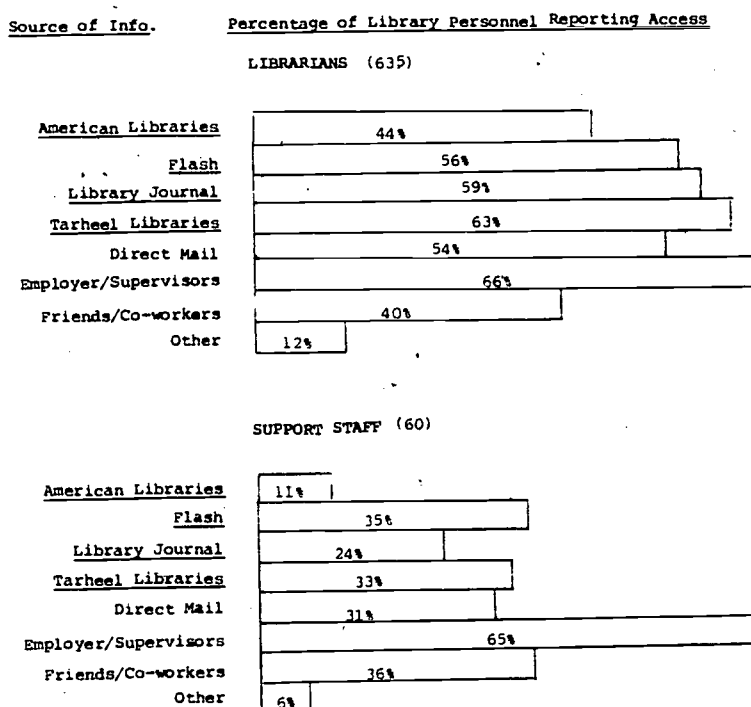 Source of Info. Percentage of Library Personnel Reporting Access
LIBRARIANS (635)
American Libraries 44%
Flash 56%
Library Journal 59%
Tarheel Libraries 63%
Direct Mail 54%
Employer/Supervisors 66%
Friends/Co-workers 40%
Other 12%
SUPPORT STAFF (60)
American Libraries 11%
Flash 35%
Library Journal 24%
Tarheel Libraries 33%
Direct Mail 31%
Employer/Supervisors 65%
Friends/Co-workers 36%
Other 6%